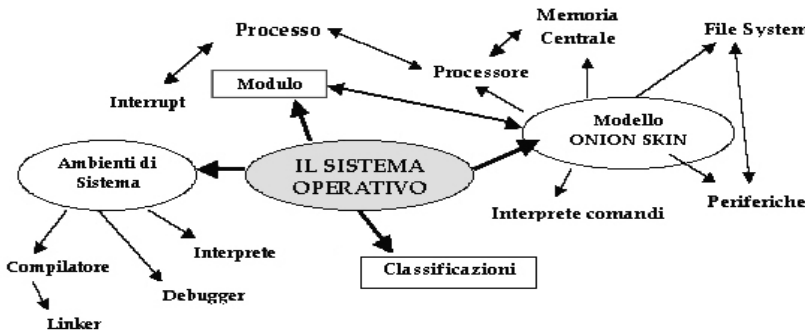 Processo
Memoria
Centrale
File System
Processore
Modulo
Interrupt
Modello
ONION SKIN
Ambienti di
Sistema
IL SISTEMA
OPERATIVO
Interprete comandi
Periferiche
Interprete
Compilatore
Classificazioni
Debugger
Linker